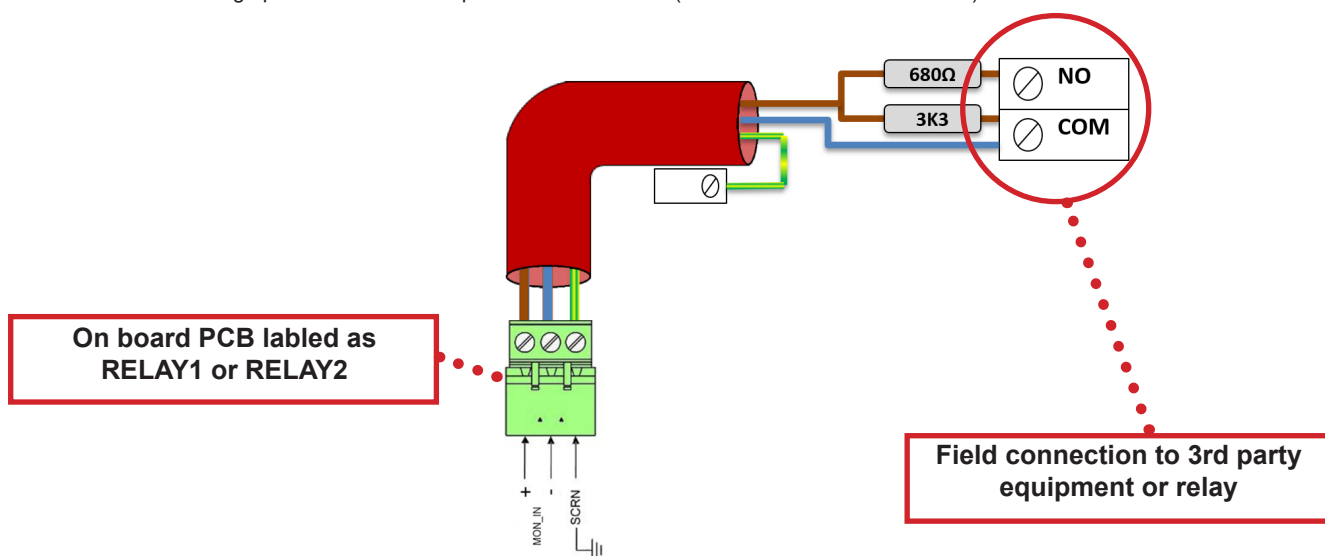 680Ω
NO
3K3
COM
On board PCB labled as
RELAY1 or RELAY2
Field connection to 3rd party
equipment or relay
+
MON_IN
-
SCRN